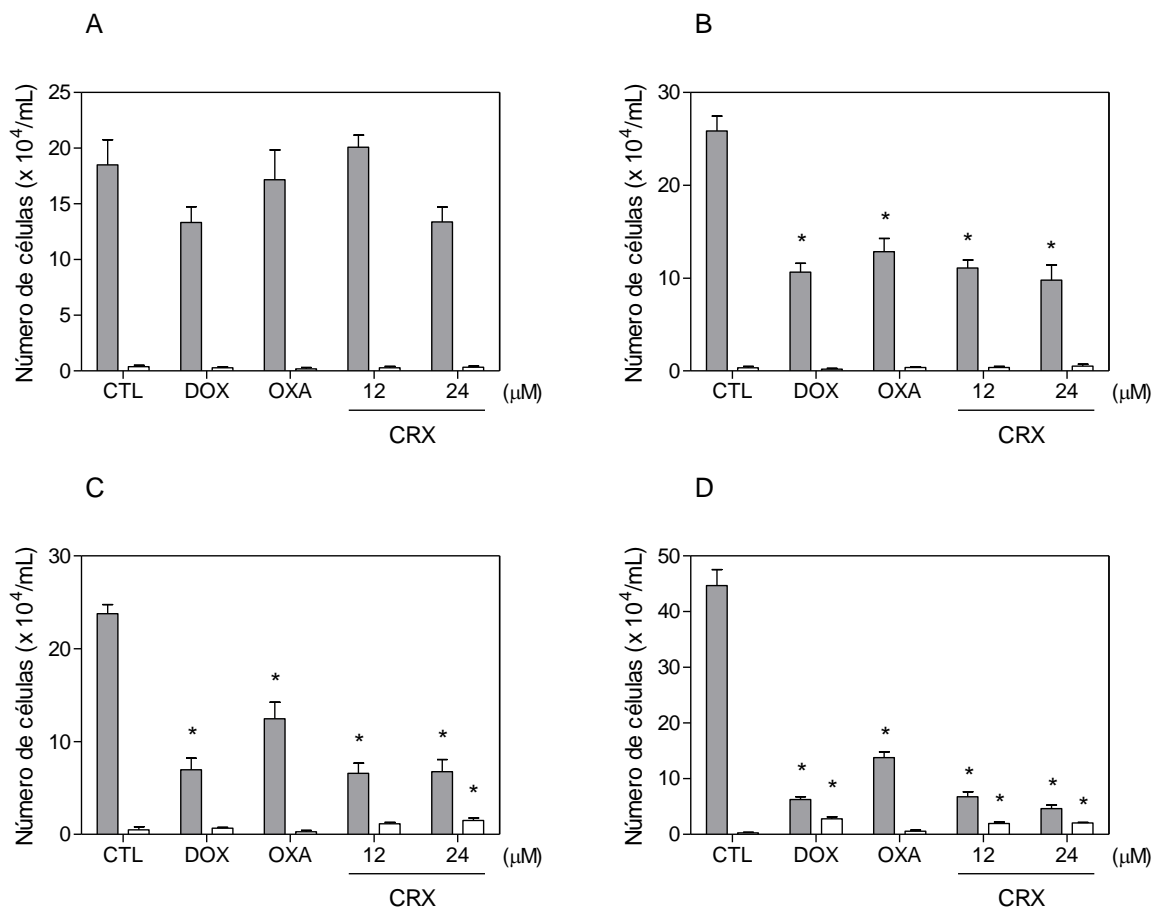 A
Número de células (x 10⁴/mL)
25
20
15
10
5
0
CTL DOX OXA 12 24 (μM)
CRX
B
Número de células (x 10⁴/mL)
30
20
10
0
* * * *
CTL DOX OXA 12 24 (μM)
CRX
C
Número de células (x 10⁴/mL)
30
20
10
0
* * * * *
CTL DOX OXA 12 24 (μM)
CRX
D
Número de células (x 10⁴/mL)
50
40
30
20
10
0
* * * * * * *
CTL DOX OXA 12 24 (μM)
CRX